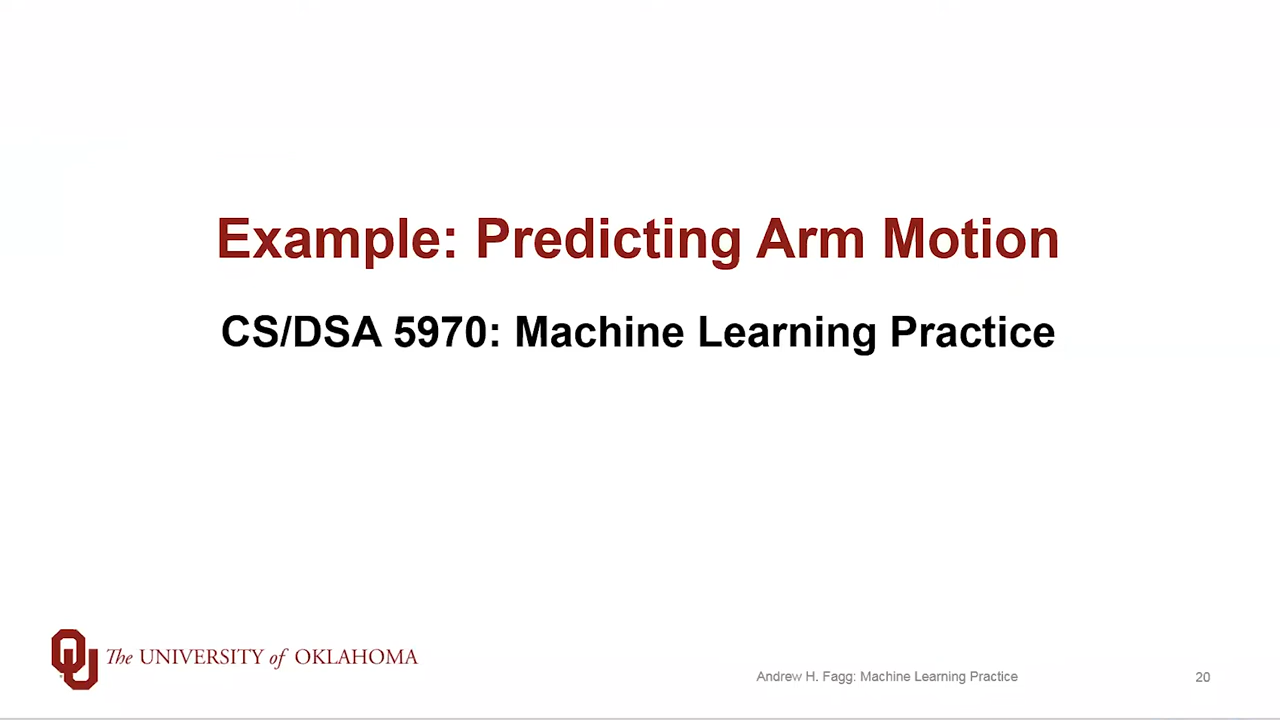 Example: Predicting Arm Motion
CS/DSA 5970: Machine Learning Practice
The UNIVERSITY of OKLAHOMA
Andrew H. Fagg: Machine Learning Practice
20